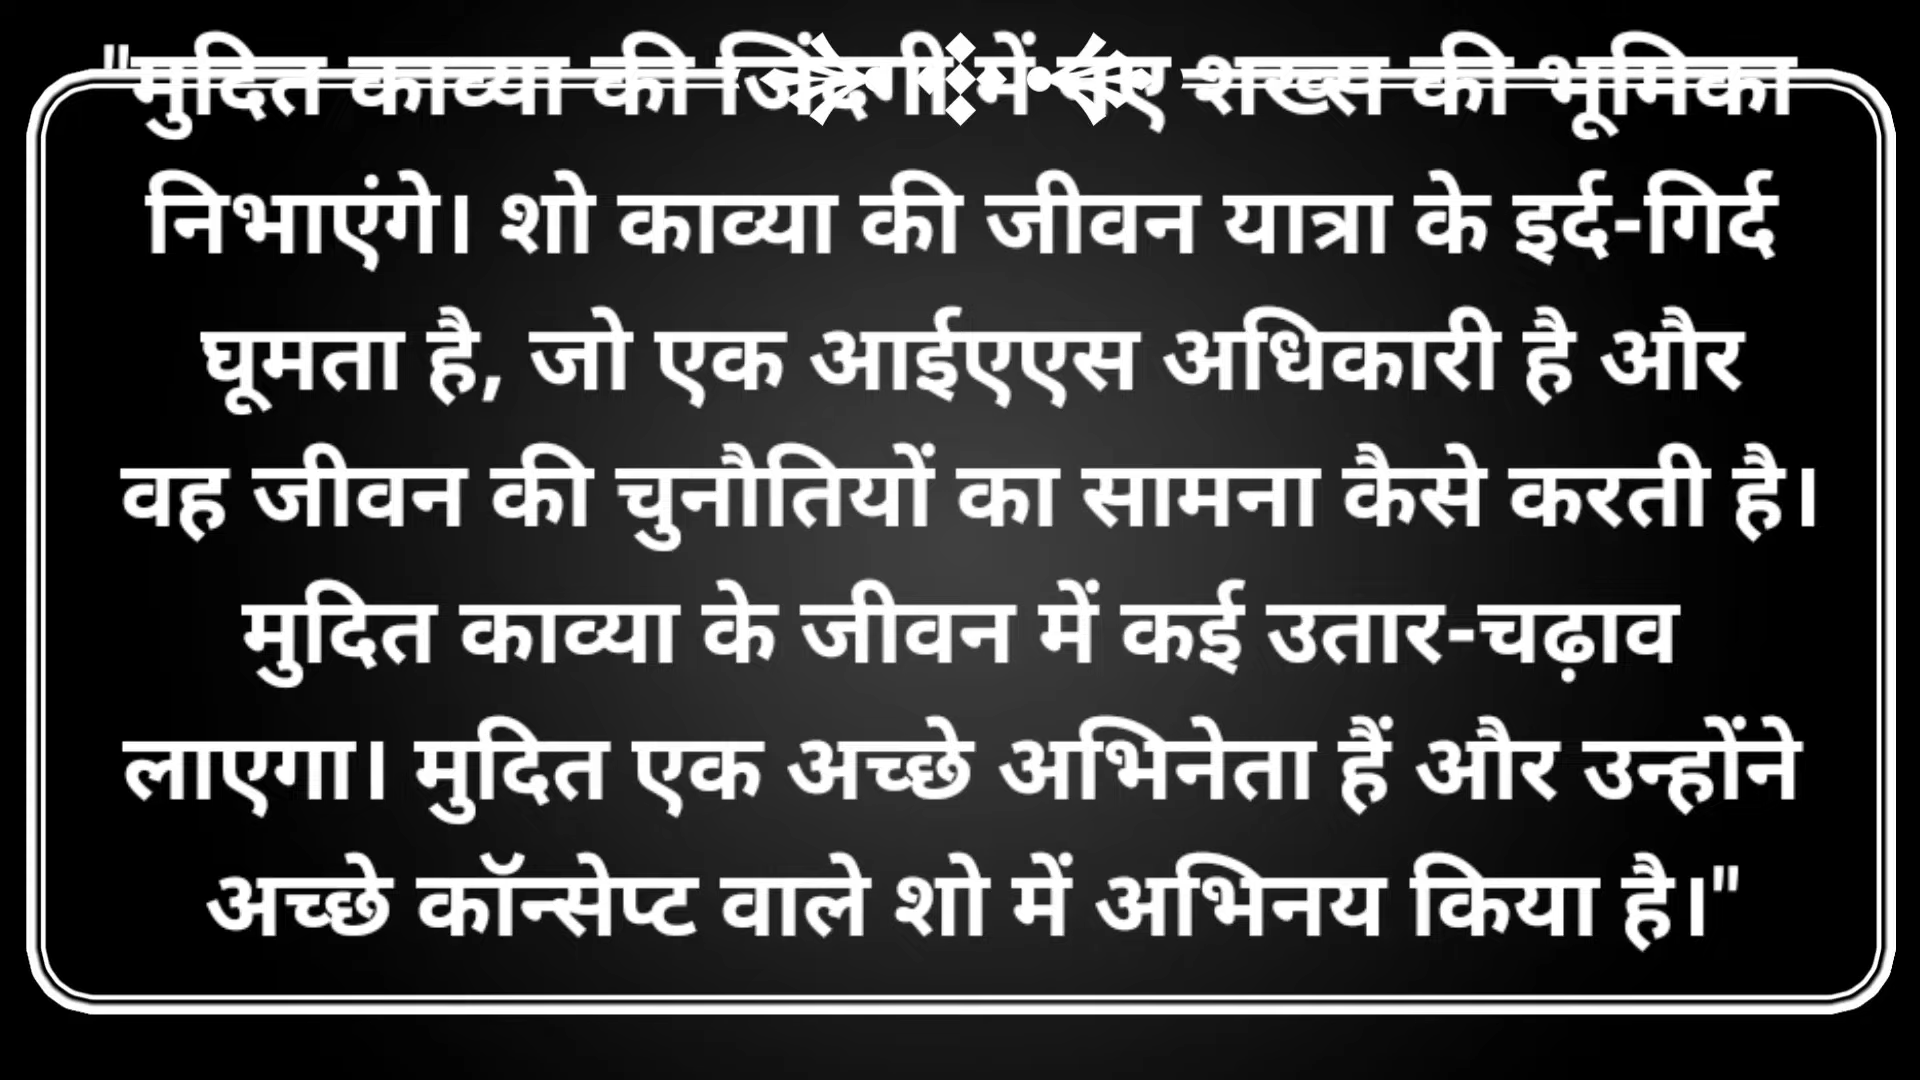 "मुदित काव्या की जिंदगी में नए शख्स की भूमिका
निभाएंगे। शो काव्या की जीवन यात्रा के इर्द-गिर्द
घूमता है, जो एक आईएएस अधिकारी है और
वह जीवन की चुनौतियों का सामना कैसे करती है।
मुदित काव्या के जीवन में कई उतार-चढ़ाव
लाएगा। मुदित एक अच्छे अभिनेता हैं और उन्होंने
अच्छे कॉन्सेप्ट वाले शो में अभिनय किया है।"